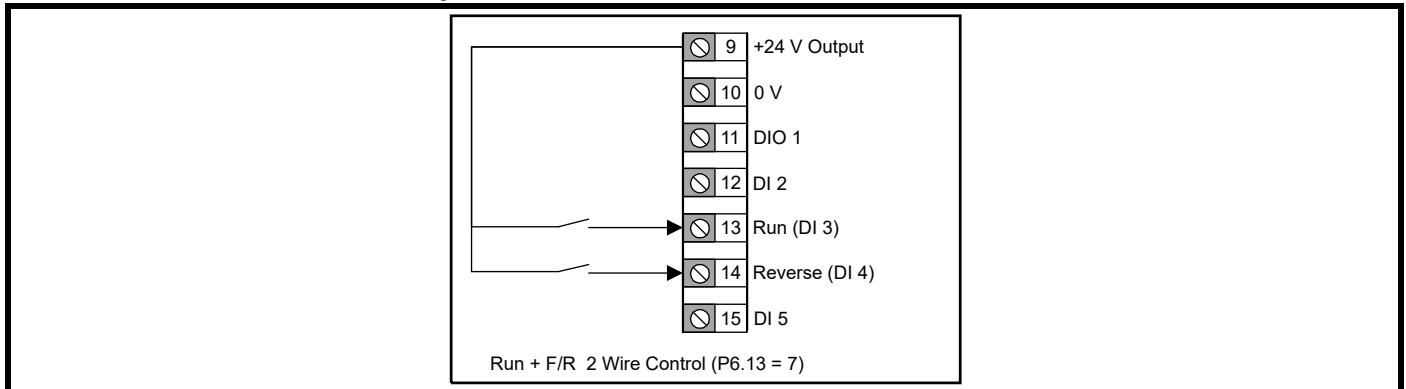 9 +24 V Output
10 0 V
11 DIO 1
12 DI 2
13 Run (DI 3)
14 Reverse (DI 4)
15 DI 5
Run + F/R 2 Wire Control (P6.13 = 7)